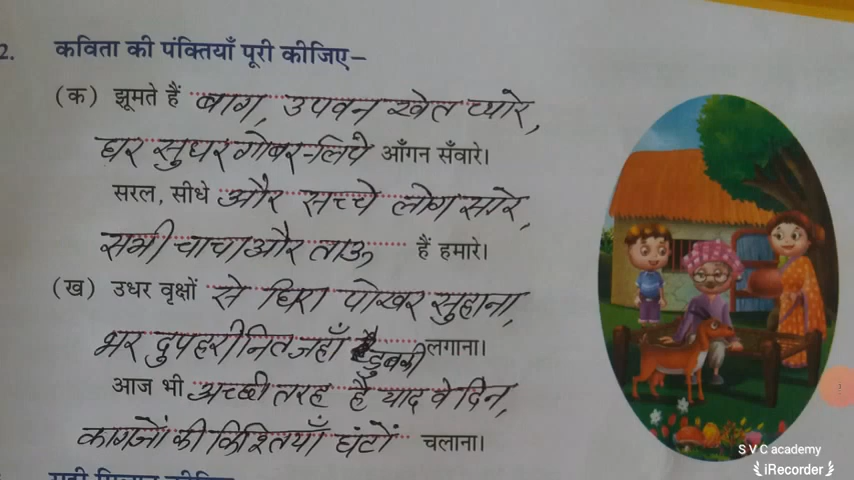 2. कविता की पंक्तियाँ पूरी कीजिए–
(क) झूमते हैं बाग, उपवन खेत प्यारे,
घर सुघर गोबर-लिपे आँगन सँवारे।
सरल, सीधे और सच्चे लोग सारे,
सभी चाचा और ताऊ हैं हमारे।
(ख) उधर वृक्षों से घिरा पोखर सुहाना,
भर दुपहरी नित जहाँ डुबकी लगाना।
आज भी अच्छी तरह हैं याद वे दिन,
कागजों की किश्तियाँ घंटों चलाना।
S V C academy
iRecorder